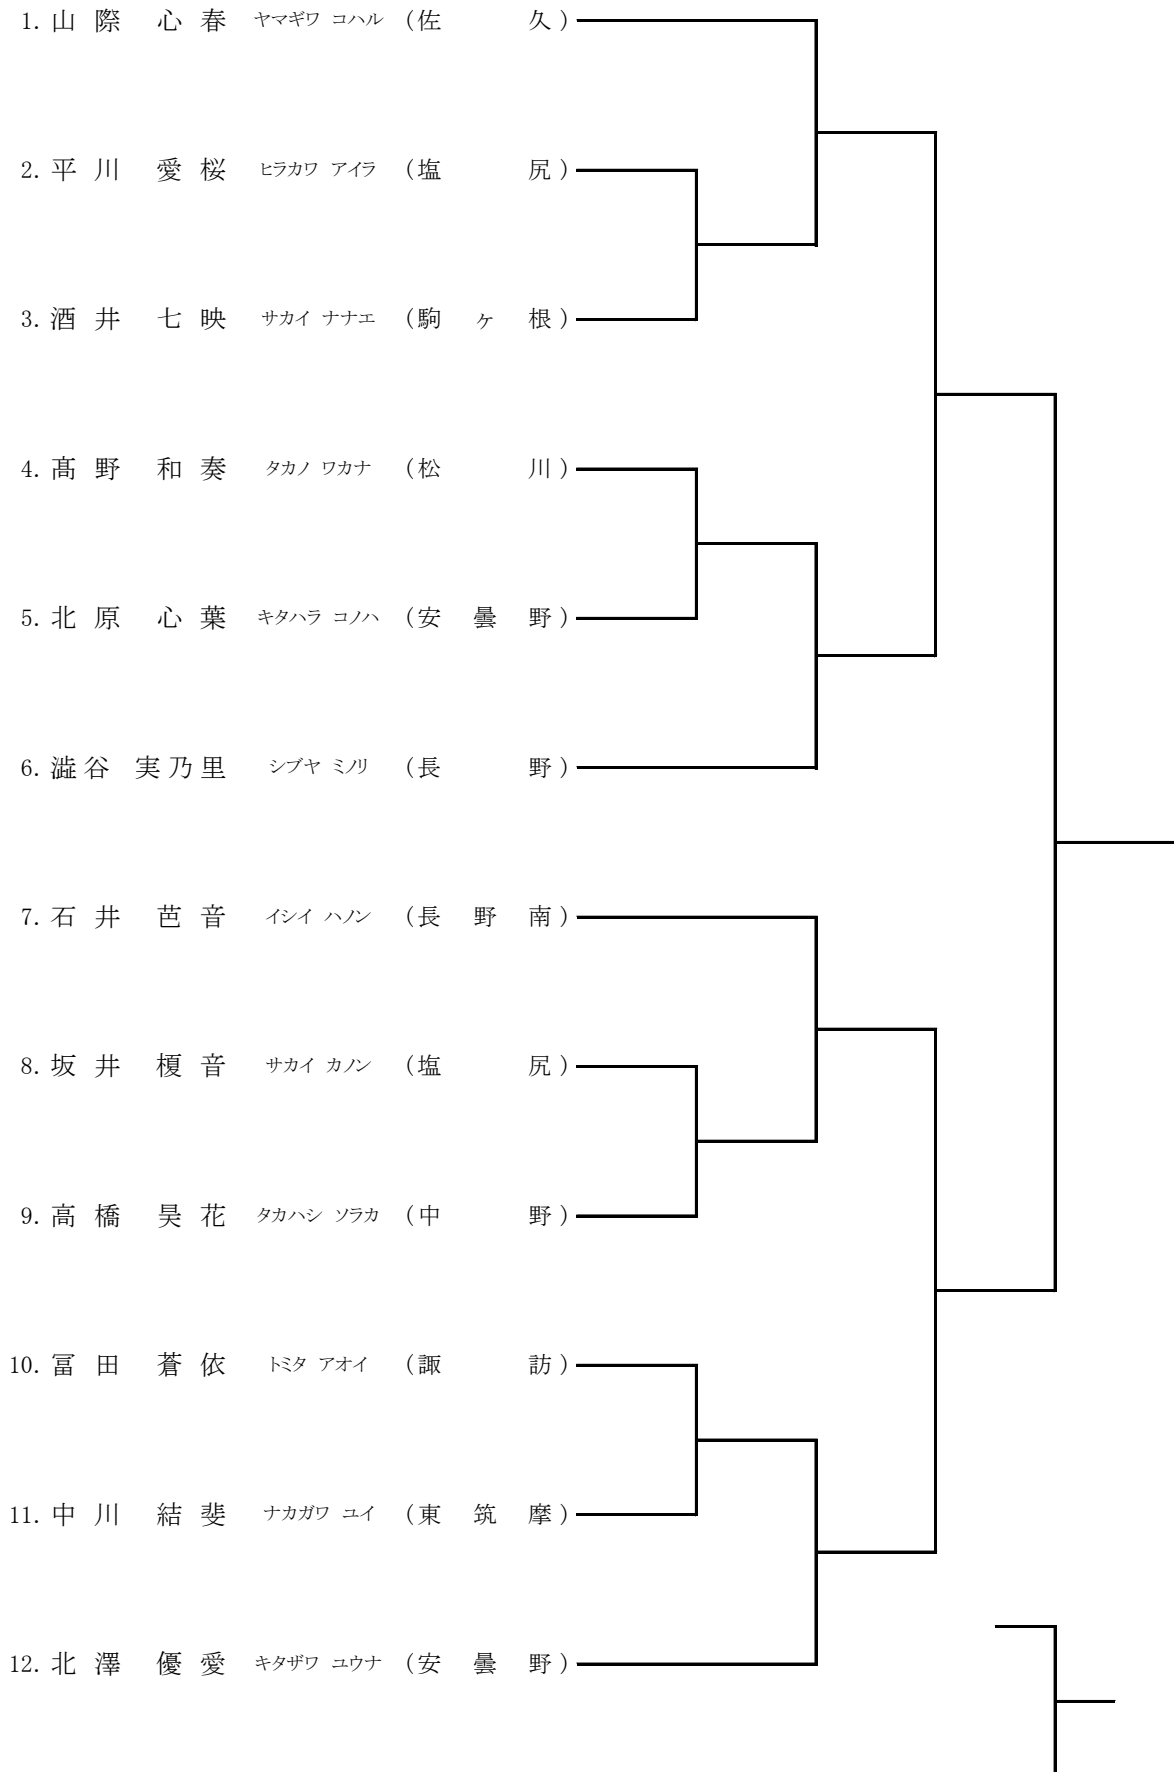 1. 山際 心春 ヤマギワ コハル (佐久)
2. 平川 愛桜 ヒラカワ アイラ (塩尻)
3. 酒井 七映 サカイ ナナエ (駒ヶ根)
4. 髙野 和奏 タカノ ワカナ (松川)
5. 北原 心葉 キタハラ コノハ (安曇野)
6. 澁谷 実乃里 シブヤ ミノリ (長野)
7. 石井 芭音 イシイ ハノン (長野南)
8. 坂井 榎音 サカイ カノン (塩尻)
9. 高橋 昊花 タカハシ ソラカ (中野)
10. 冨田 蒼依 トミタ アオイ (諏訪)
11. 中川 結斐 ナカガワ ユイ (東筑摩)
12. 北澤 優愛 キタザワ ユウナ (安曇野)